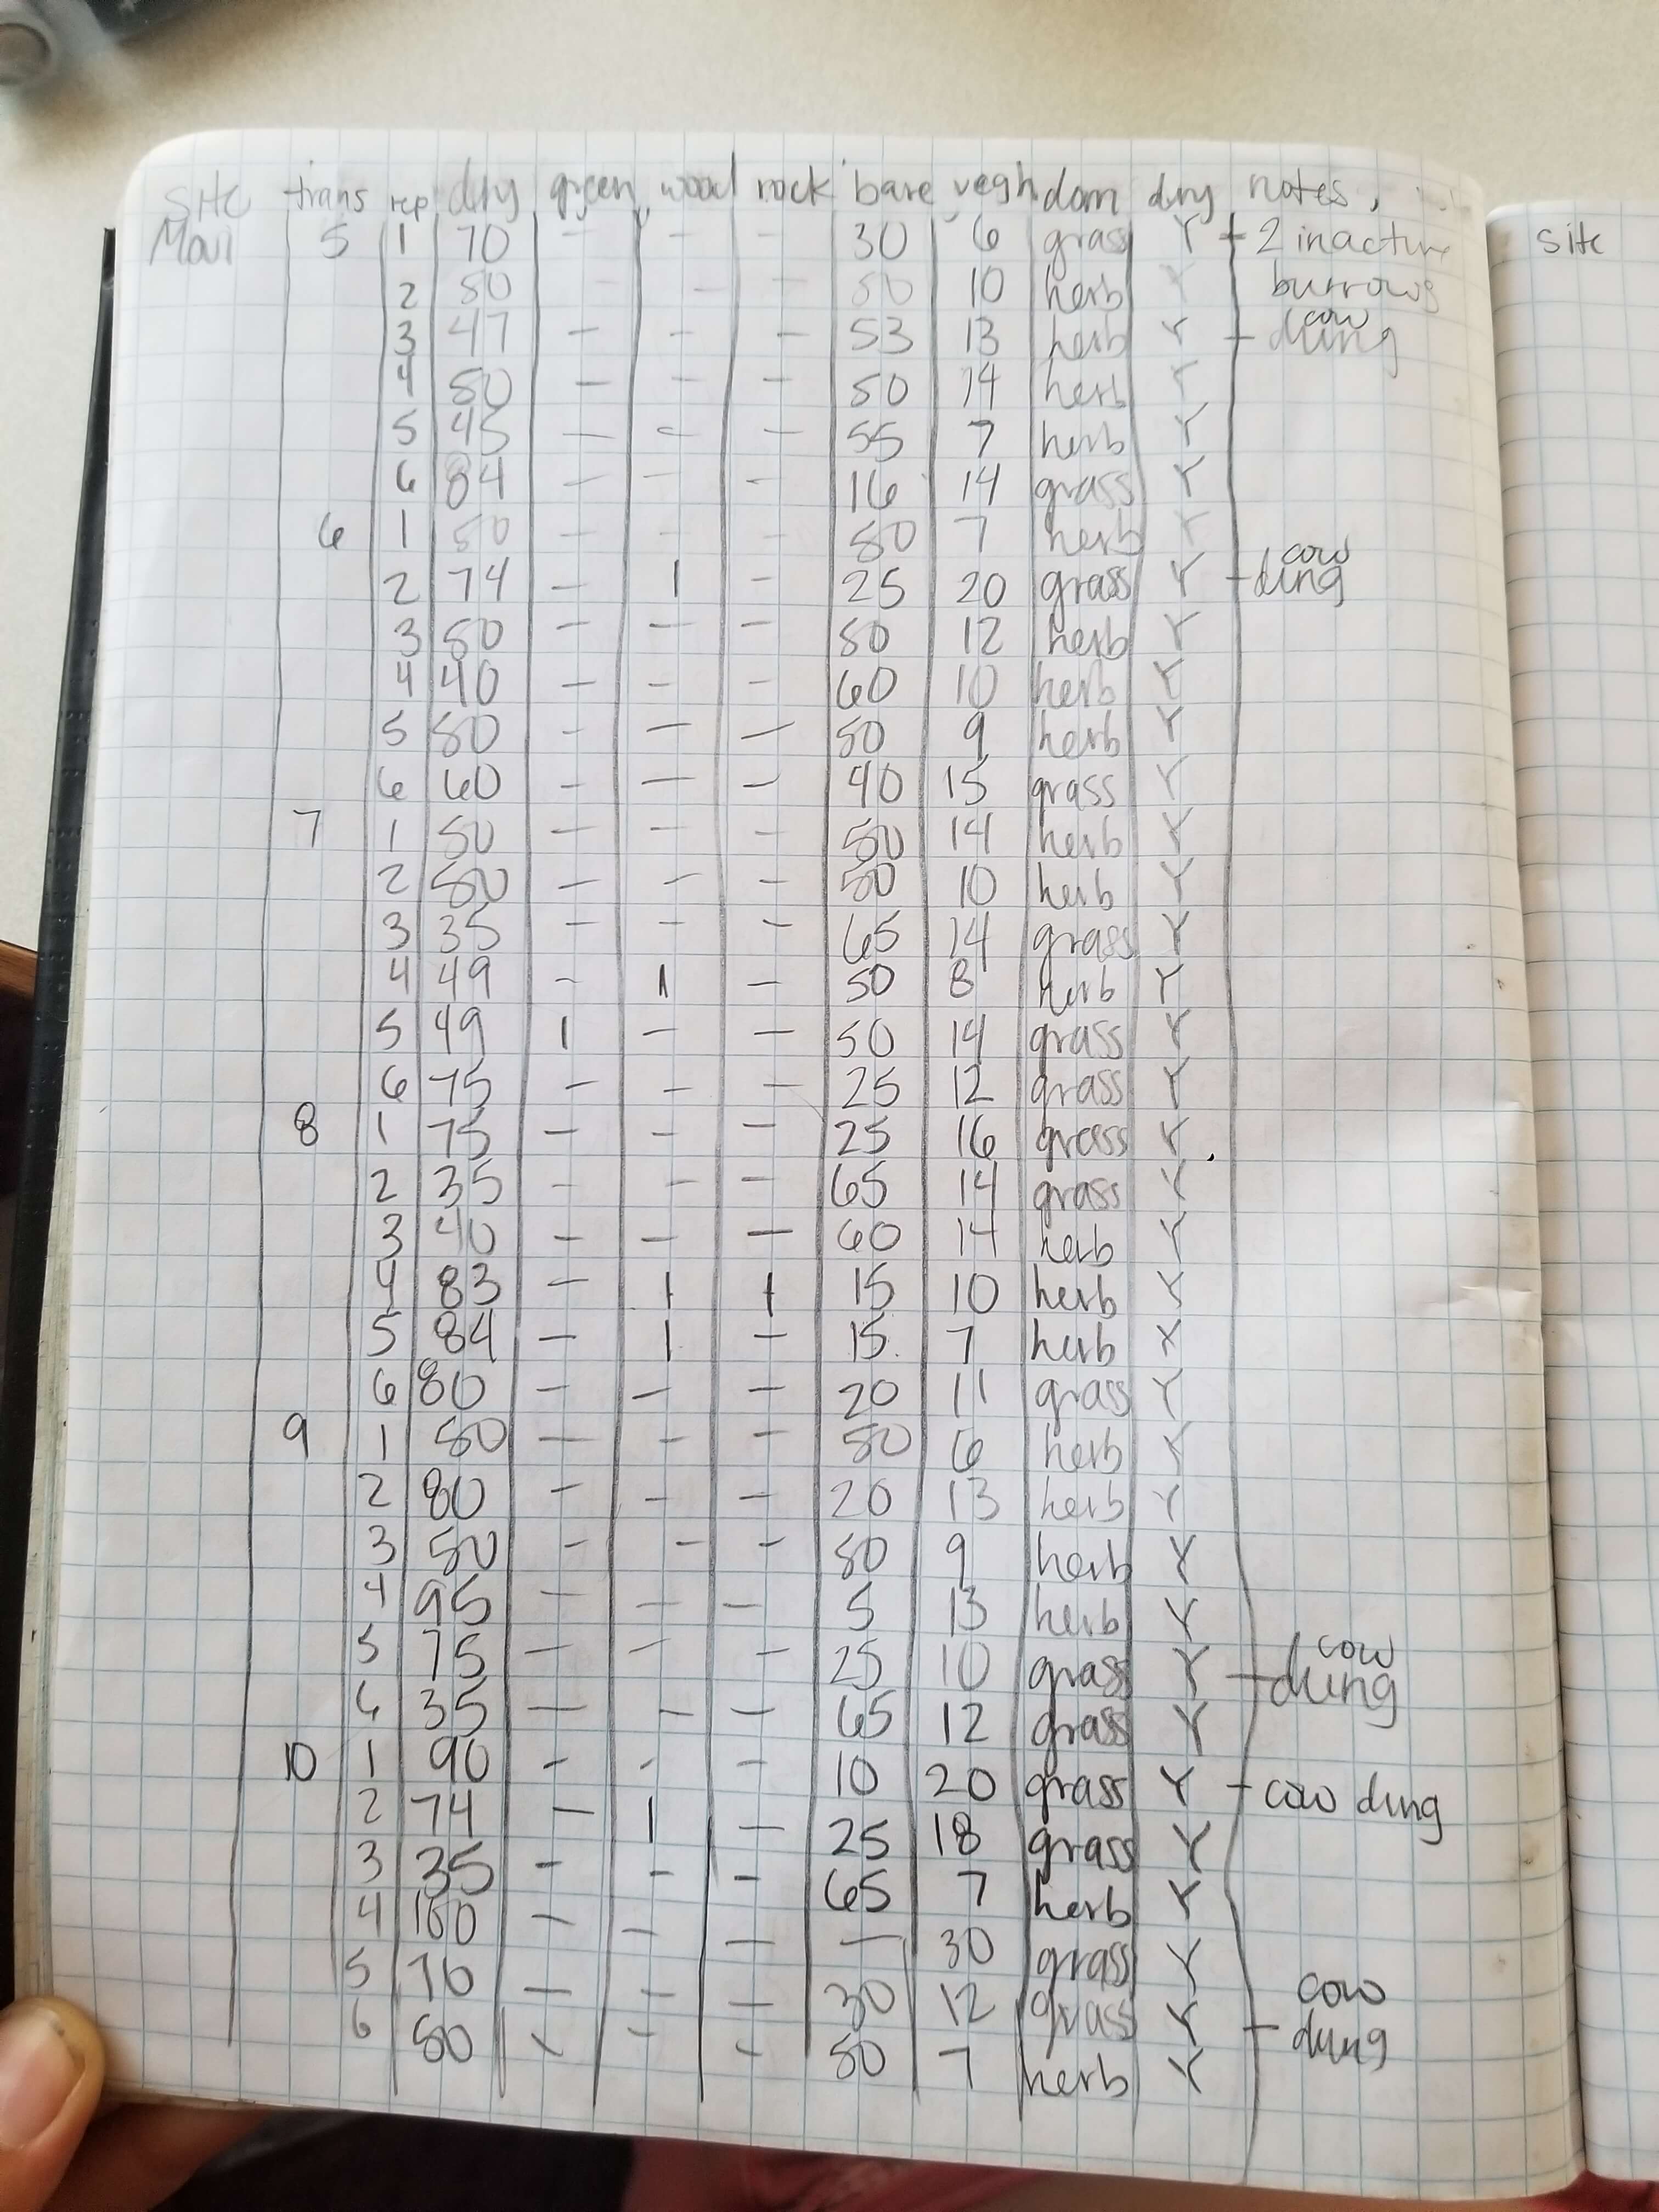 site trans rep dry green wood rock bare vegh dom dry notes,
Mavi 5 1 70 - - - 30 6 grass Y + 2 inactive
2 50 - - - 50 10 herb Y burrows
3 47 - - - 53 13 herb Y - cow dung
4 50 - - - 50 14 herb Y
5 45 - - - 55 7 herb Y
6 84 - - - 16 14 grass Y
6 1 50 - - - 50 7 herb Y
2 74 - 1 - 25 20 grass Y - cow dung
3 50 - - - 50 12 herb Y
4 40 - - - 60 10 herb Y
5 50 - - - 50 9 herb Y
6 60 - - - 40 15 grass Y
7 1 50 - - - 50 14 herb Y
2 50 - - - 50 10 herb Y
3 35 - - - 65 14 grass Y
4 49 - 1 - 50 8 herb Y
5 49 1 - - 50 14 grass Y
6 75 - - - 25 12 grass Y
8 1 75 - - - 25 16 grass Y
2 35 - - - 65 14 grass Y
3 40 - - - 60 14 herb Y
4 83 - 1 1 15 10 herb Y
5 84 - 1 - 15 7 herb Y
6 80 - - - 20 11 grass Y
9 1 50 - - - 50 6 herb Y
2 80 - - - 20 13 herb Y
3 50 - - - 50 9 herb Y
4 95 - - - 5 13 herb Y
5 75 - - - 25 10 grass Y - cow dung
6 35 - - - 65 12 grass Y
10 1 90 - - - 10 20 grass Y - cow dung
2 74 - 1 - 25 18 grass Y
3 35 - - - 65 7 herb Y
4 100 - - - - 30 grass Y
5 70 - - - 30 12 grass Y - cow dung
6 50 - - - 50 7 herb Y
site